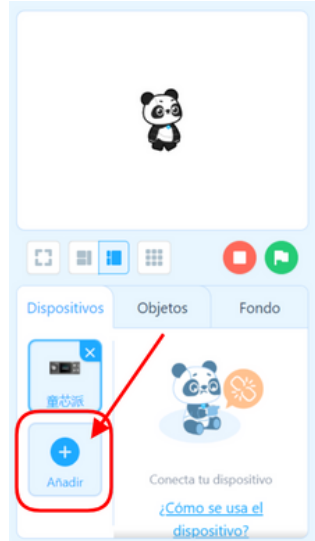 Dispositivos Objetos Fondo
童芯派
Añadir
Conecta tu dispositivo
¿Cómo se usa el
dispositivo?